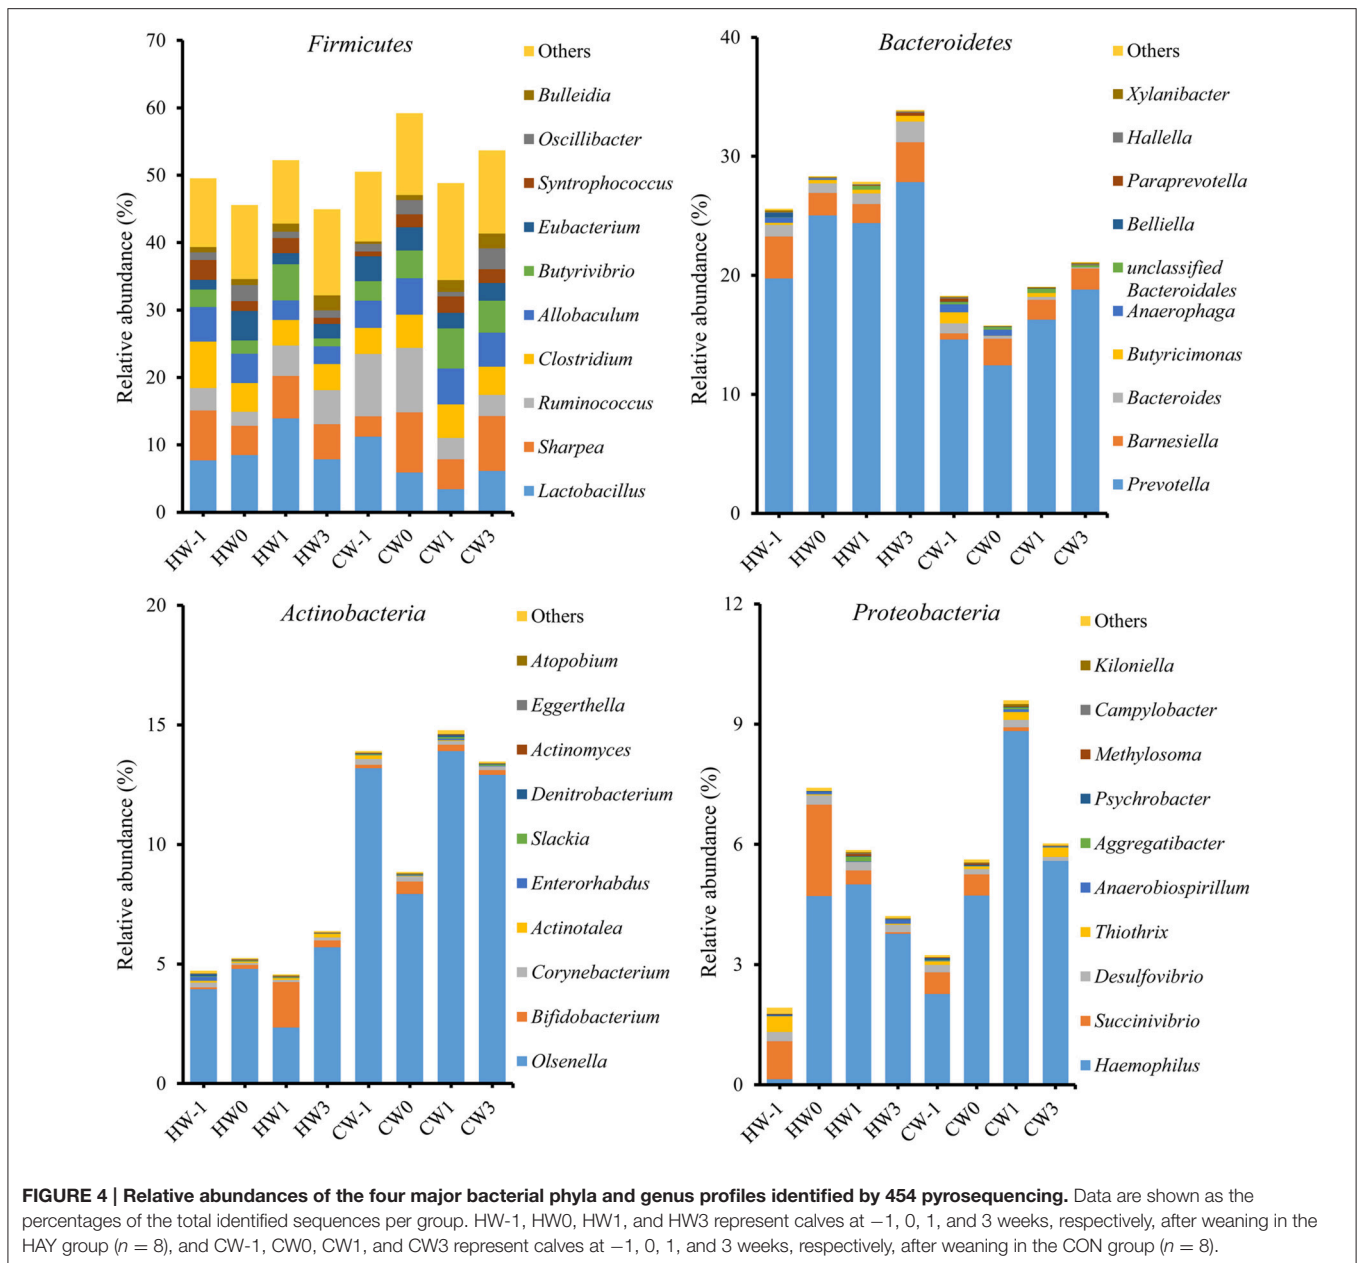 Firmicutes
Relative abundance (%)
70
60
50
40
30
20
10
0
HW-1
HW0
HW1
HW3
CW-1
CW0
CW1
CW3
Others
Bulleidia
Oscillibacter
Syntrophococcus
Eubacterium
Butyrivibrio
Allobaculum
Clostridium
Ruminococcus
Sharpea
Lactobacillus
Bacteroidetes
Relative abundance (%)
40
30
20
10
0
HW-1
HW0
HW1
HW3
CW-1
CW0
CW1
CW3
Others
Xylanibacter
Hallella
Paraprevotella
Belliella
unclassified
Bacteroidales
Anaerophaga
Butyricimonas
Bacteroides
Barnesiella
Prevotella
Actinobacteria
Relative abundance (%)
20
15
10
5
0
HW-1
HW0
HW1
HW3
CW-1
CW0
CW1
CW3
Others
Atopobium
Eggerthella
Actinomyces
Denitrobacterium
Slackia
Enterorhabdus
Actinotalea
Corynebacterium
Bifidobacterium
Olsenella
Proteobacteria
Relative abundance (%)
12
9
6
3
0
HW-1
HW0
HW1
HW3
CW-1
CW0
CW1
CW3
Others
Kiloniella
Campylobacter
Methylosoma
Psychrobacter
Aggregatibacter
Anaerobiospirillum
Thiothrix
Desulfovibrio
Succinivibrio
Haemophilus
FIGURE 4 | Relative abundances of the four major bacterial phyla and genus profiles identified by 454 pyrosequencing. Data are shown as the
percentages of the total identified sequences per group. HW-1, HW0, HW1, and HW3 represent calves at −1, 0, 1, and 3 weeks, respectively, after weaning in the
HAY group (n = 8), and CW-1, CW0, CW1, and CW3 represent calves at −1, 0, 1, and 3 weeks, respectively, after weaning in the CON group (n = 8).